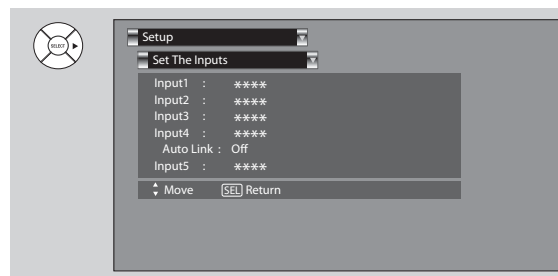 SELECT
Setup
Set The Inputs
Input1 : ****
Input2 : ****
Input3 : ****
Input4 : ****
Auto Link : Off
Input5 : ****
Move SEL Return